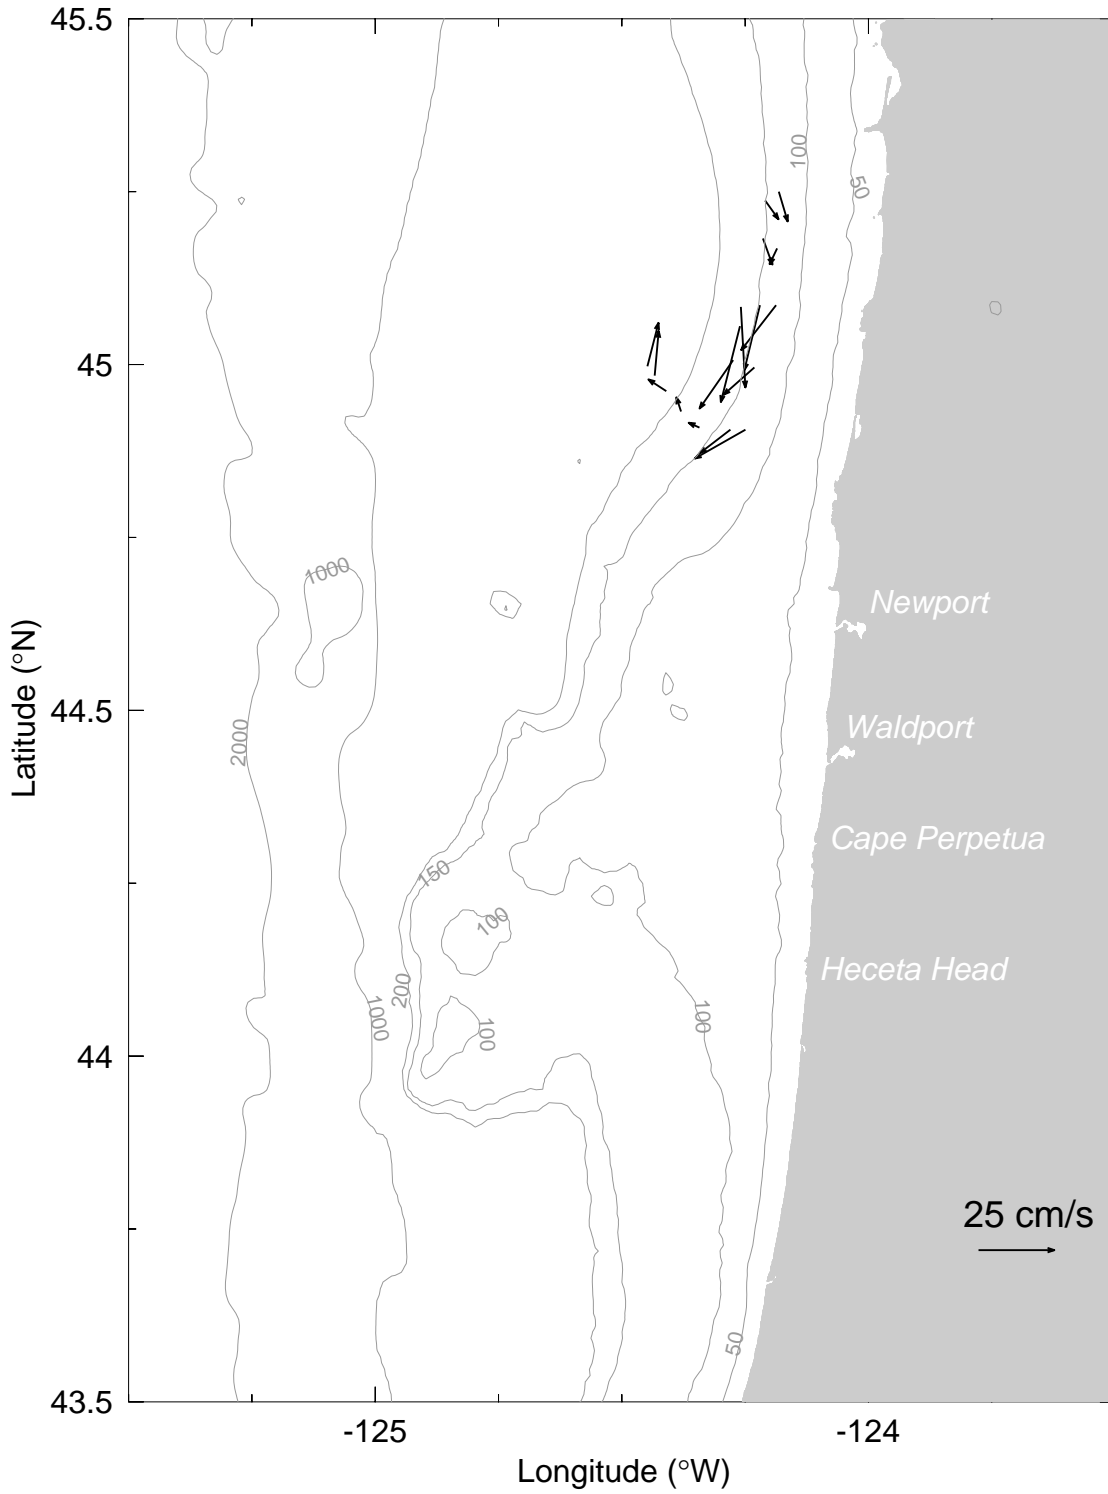 45.5
100
50
45
1000
Newport
44.5
2000
Waldport
Cape Perpetua
150
100
Heceta Head
200
1000
100
100
44
25 cm/s
50
43.5
-125
-124
Latitude (°N)
Longitude (°W)